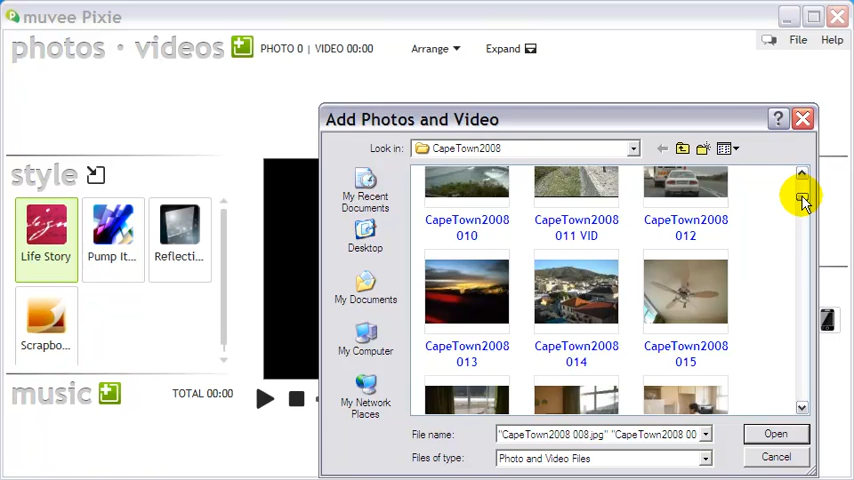 muvee Pixie
photos · videos
PHOTO 0 | VIDEO 00:00
Arrange
Expand
File
Help
Add Photos and Video
Look in:
CapeTown2008
style
Life Story
Pump It...
Reflecti...
Scrapbo...
music
TOTAL 00:00
My Recent
Documents
Desktop
My Documents
My Computer
My Network
Places
CapeTown2008
010
CapeTown2008
011 VID
CapeTown2008
012
CapeTown2008
013
CapeTown2008
014
CapeTown2008
015
File name:
"CapeTown2008 008.jpg" "CapeTown2008 00
Open
Files of type:
Photo and Video Files
Cancel